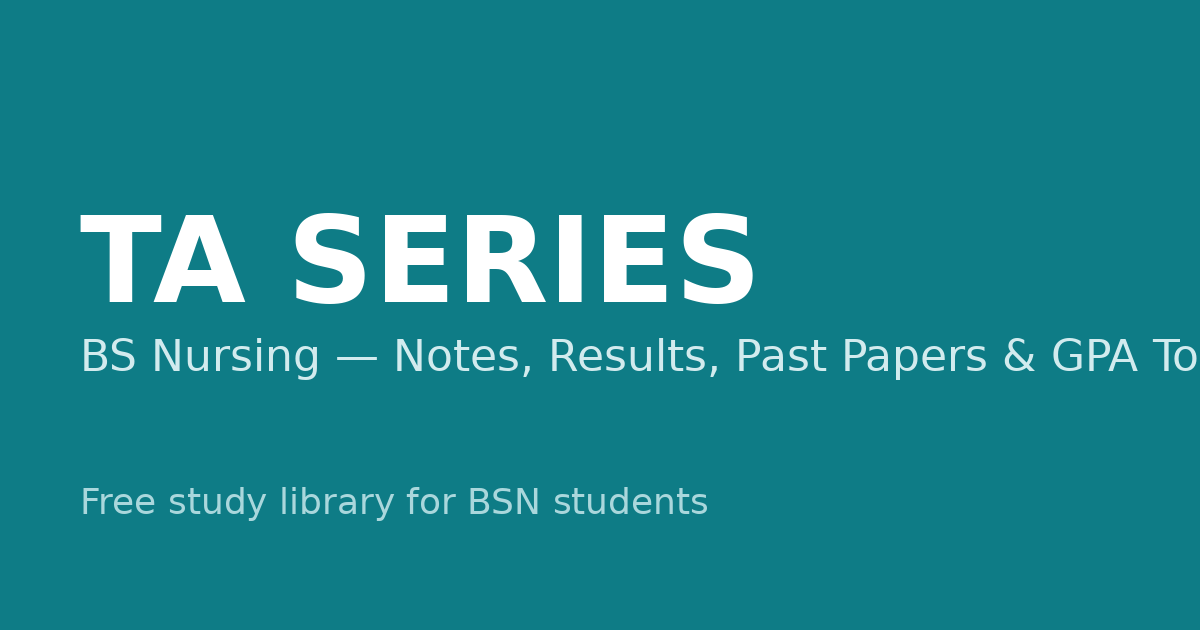 TA SERIES
BS Nursing — Notes, Results, Past Papers & GPA To
Free study library for BSN students